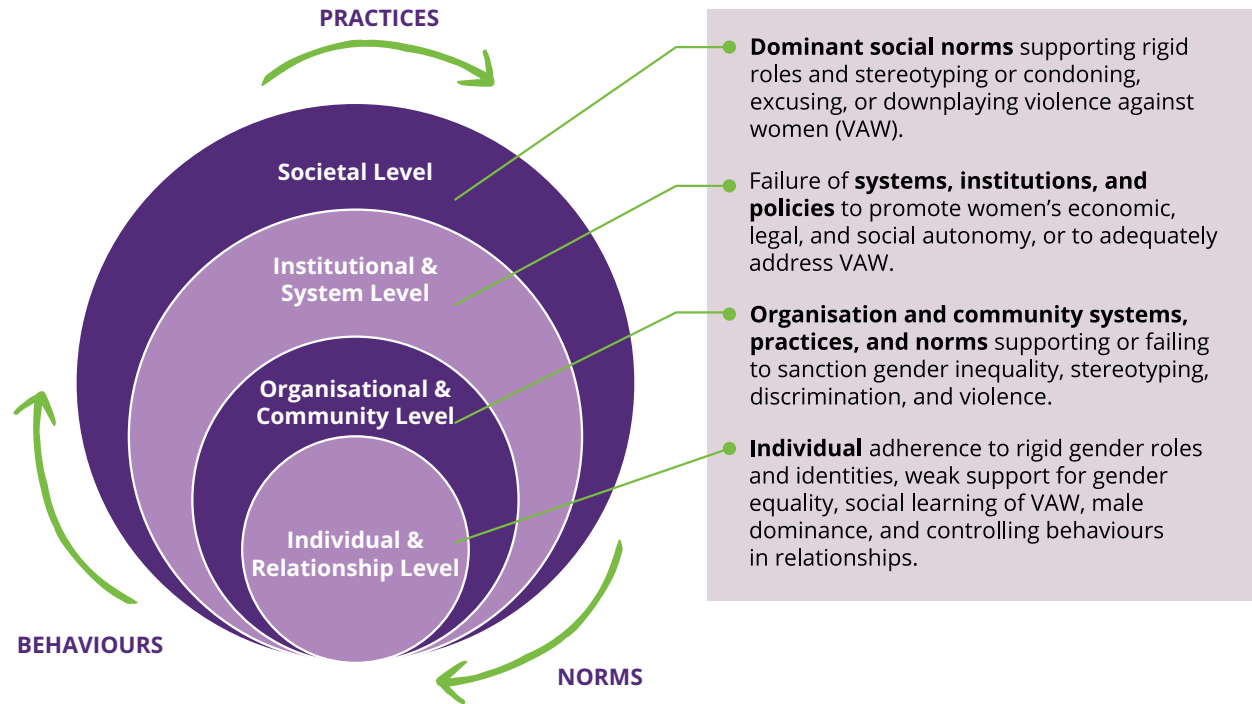 PRACTICES
Societal Level
Institutional &
System Level
Organisational &
Community Level
Individual &
Relationship Level
BEHAVIOURS
NORMS
Dominant social norms supporting rigid
roles and stereotyping or condoning,
excusing, or downplaying violence against
women (VAW).
Failure of systems, institutions, and
policies to promote women’s economic,
legal, and social autonomy, or to adequately
address VAW.
Organisation and community systems,
practices, and norms supporting or failing
to sanction gender inequality, stereotyping,
discrimination, and violence.
Individual adherence to rigid gender roles
and identities, weak support for gender
equality, social learning of VAW, male
dominance, and controlling behaviours
in relationships.